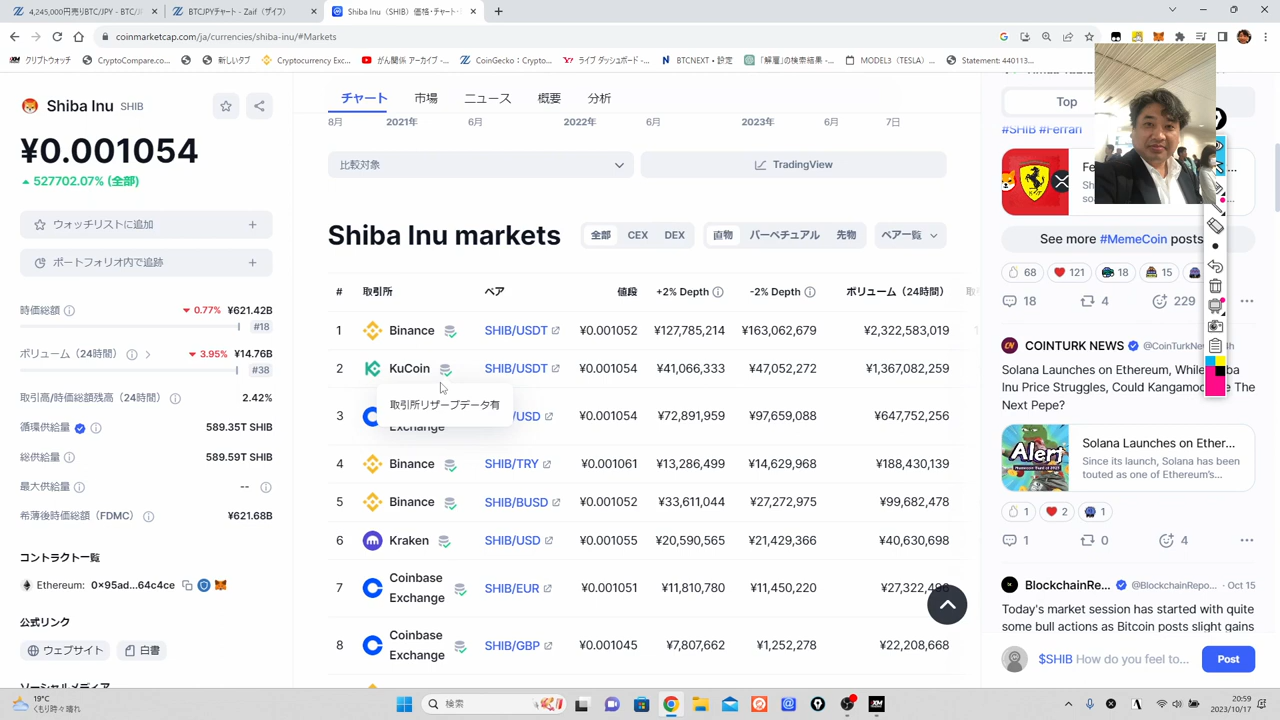 4,245,000円売りBTC/JPY - BTC/
BTCJPYチャート - Zaif（ザイフ）
Shiba Inu（SHIB）価格・チャート・
coinmarketcap.com/ja/currencies/shiba-inu/#Markets
クリプトウォッチ
CryptoCompare.co...
新しいタブ
Cryptocurrency Exc...
がん関係 アーカイブ -...
CoinGecko：Crypto...
ライブ ダッシュボード -...
BTCNEXT • 設定
「解雇」の検索結果 -...
MODEL3（TESLA）...
Statement: 440113...
Shiba Inu SHIB
¥0.001054
527702.07% (全部)
ウォッチリストに追加
ポートフォリオ内で追跡
時価総額 0.77% ¥621.42B
#18
ボリューム（24時間） 3.95% ¥14.76B
#38
取引高/時価総額残高（24時間） 2.42%
循環供給量 589.35T SHIB
総供給量 589.59T SHIB
最大供給量 --
希薄後時価総額（FDMC） ¥621.68B
コントラクト一覧
Ethereum: 0×95ad...64c4ce
公式リンク
ウェブサイト 白書
ソーシャルメディア
チャート 市場 ニュース 概要 分析
8月 2021年 6月 2022年 6月 2023年 6月 7日
比較対象 TradingView
Shiba Inu markets
全部 CEX DEX 直物 パーペチュアル 先物 ペア一覧
# 取引所 ペア 値段 +2% Depth -2% Depth ボリューム（24時間）
1 Binance SHIB/USDT ¥0.001052 ¥127,785,214 ¥163,062,679 ¥2,322,583,019
2 KuCoin SHIB/USDT ¥0.001054 ¥41,066,333 ¥47,052,272 ¥1,367,082,259
取引所リザーブデータ有
3 Exchange /USD ¥0.001054 ¥72,891,959 ¥97,659,088 ¥647,752,256
4 Binance SHIB/TRY ¥0.001061 ¥13,286,499 ¥14,629,968 ¥188,430,139
5 Binance SHIB/BUSD ¥0.001052 ¥33,611,044 ¥27,272,975 ¥99,682,478
6 Kraken SHIB/USD ¥0.001055 ¥20,590,565 ¥21,429,366 ¥40,630,698
7 Coinbase Exchange SHIB/EUR ¥0.001051 ¥11,810,780 ¥11,450,220 ¥27,322,4
8 Coinbase Exchange SHIB/GBP ¥0.001045 ¥7,807,662 ¥1,252,278 ¥22,208,668
Top
#SHIB #Ferrari
See more #MemeCoin posts
68 121 18 15
18 4 229
COINTURK NEWS @CoinTurkNe
Solana Launches on Ethereum, While
Inu Price Struggles, Could Kangamo The
Next Pepe?
Solana Launches on Ether...
Since its launch, Solana has been
touted as one of Ethereum's...
1 2 1
1 0 4
BlockchainRe... @BlockchainRepo... · Oct 15
Today's market session has started with quite
some bull actions as Bitcoin posts slight gains
$SHIB How do you feel to... Post
19°C
くもり時々晴れ
検索
20:59
2023/10/17